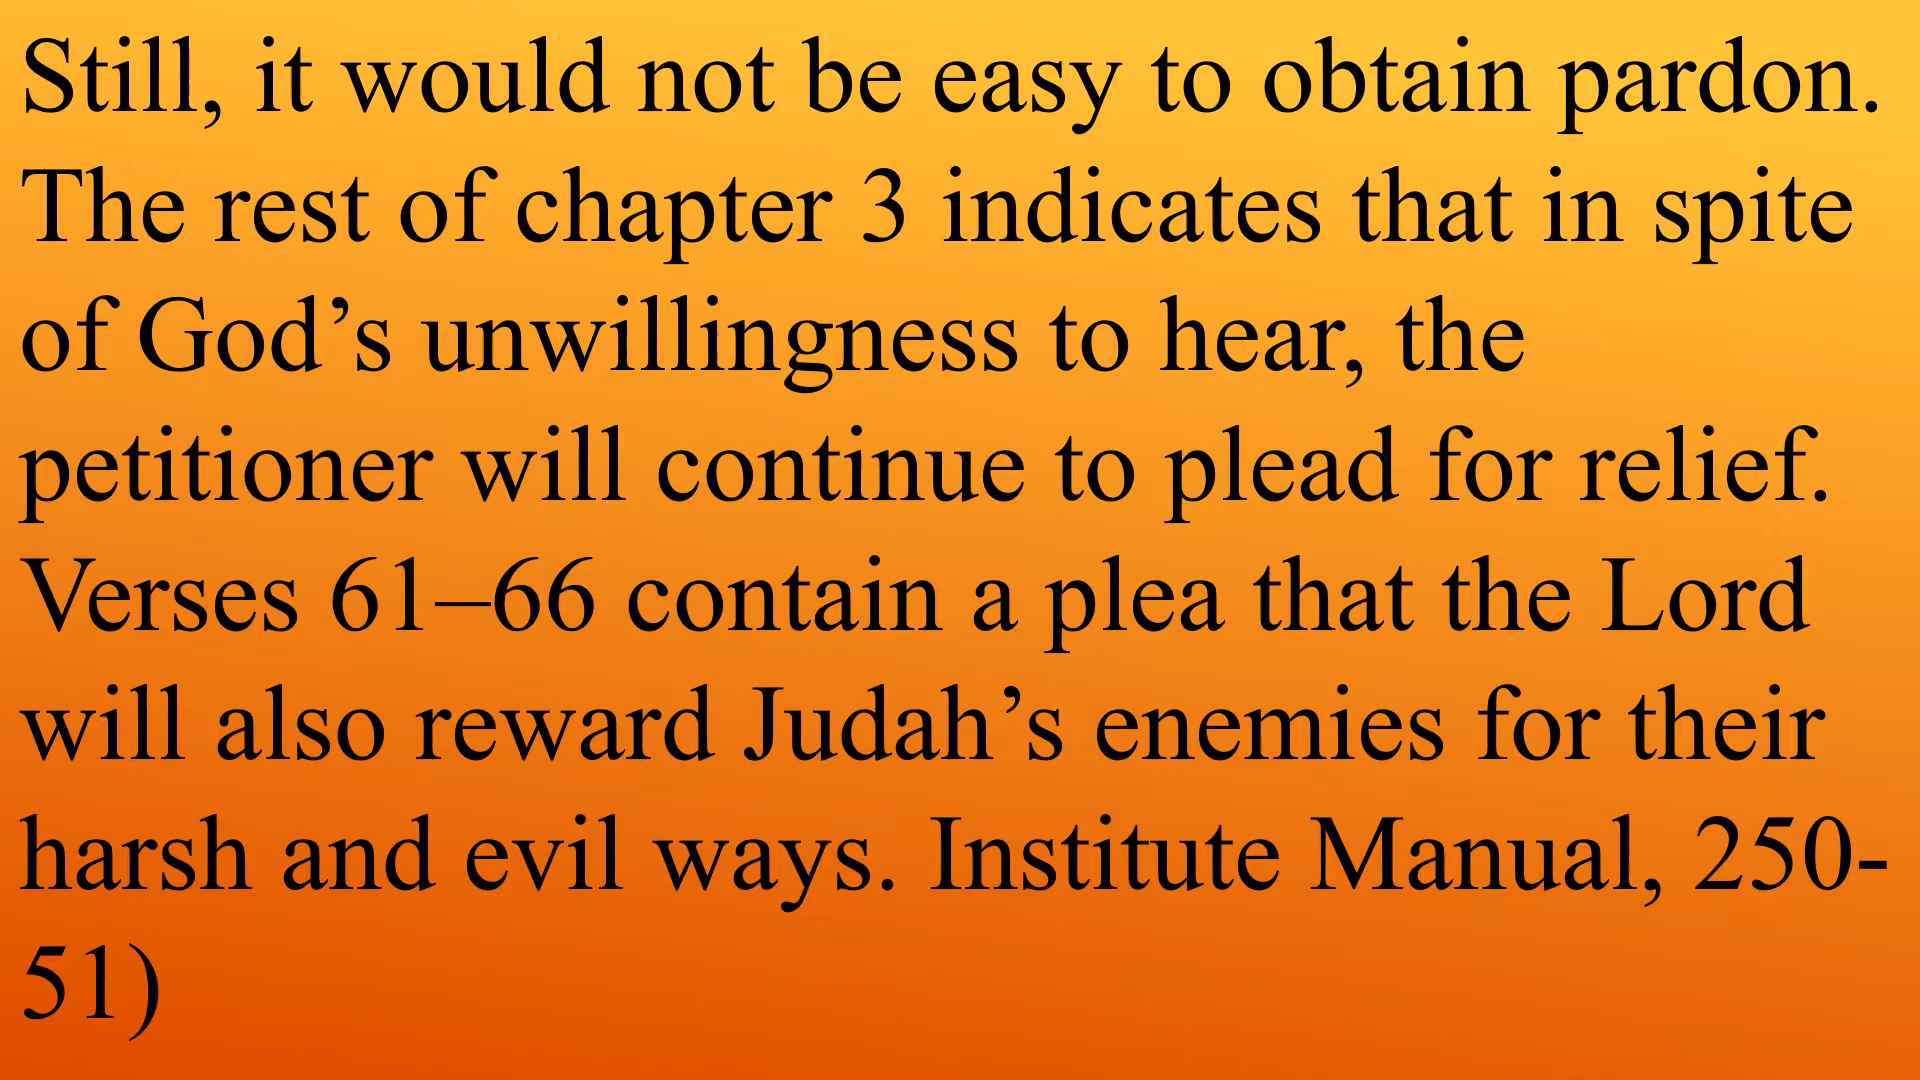 Still, it would not be easy to obtain pardon.
The rest of chapter 3 indicates that in spite
of God’s unwillingness to hear, the
petitioner will continue to plead for relief.
Verses 61–66 contain a plea that the Lord
will also reward Judah’s enemies for their
harsh and evil ways. Institute Manual, 250-
51)